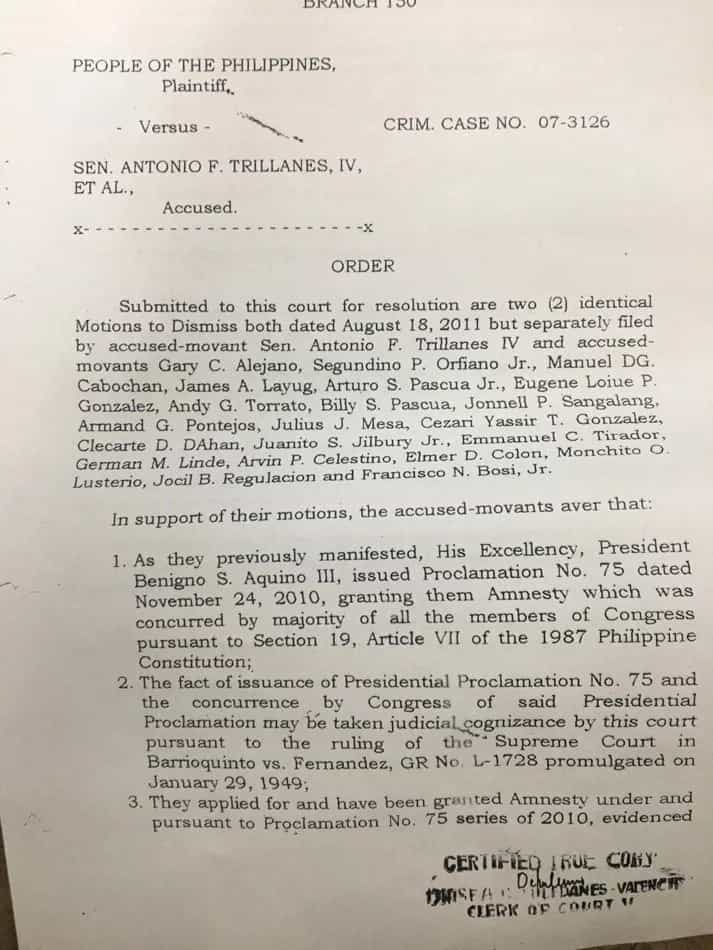 BRANCH 150
PEOPLE OF THE PHILIPPINES,
Plaintiff,
- Versus -
CRIM. CASE NO. 07-3126
SEN. ANTONIO F. TRILLANES, IV,
ET AL.,
Accused.
x- - - - - - - - - - - - - - - - - - - - - - - -x
ORDER
Submitted to this court for resolution are two (2) identical
Motions to Dismiss both dated August 18, 2011 but separately filed
by accused-movant Sen. Antonio F. Trillanes IV and accused-
movants Gary C. Alejano, Segundino P. Orfiano Jr., Manuel DG.
Cabochan, James A. Layug, Arturo S. Pascua Jr., Eugene Loiue P.
Gonzalez, Andy G. Torrato, Billy S. Pascua, Jonnell P. Sangalang,
Armand G. Pontejos, Julius J. Mesa, Cezari Yassir T. Gonzalez,
Clecarte D. DAhan, Juanito S. Jilbury Jr., Emmanuel C. Tirador,
German M. Linde, Arvin P. Celestino, Elmer D. Colon, Monchito O.
Lusterio, Jocil B. Regulacion and Francisco N. Bosi, Jr.
In support of their motions, the accused-movants aver that:
1. As they previously manifested, His Excellency, President
Benigno S. Aquino III, issued Proclamation No. 75 dated
November 24, 2010, granting them Amnesty which was
concurred by majority of all the members of Congress
pursuant to Section 19, Article VII of the 1987 Philippine
Constitution;
2. The fact of issuance of Presidential Proclamation No. 75 and
the concurrence by Congress of said Presidential
Proclamation may be taken judicial cognizance by this court
pursuant to the ruling of the Supreme Court in
Barrioquinto vs. Fernandez, GR No. L-1728 promulgated on
January 29, 1949;
3. They applied for and have been granted Amnesty under and
pursuant to Proclamation No. 75 series of 2010, evidenced
CERTIFIED TRUE COPY
CLERK OF COURT V